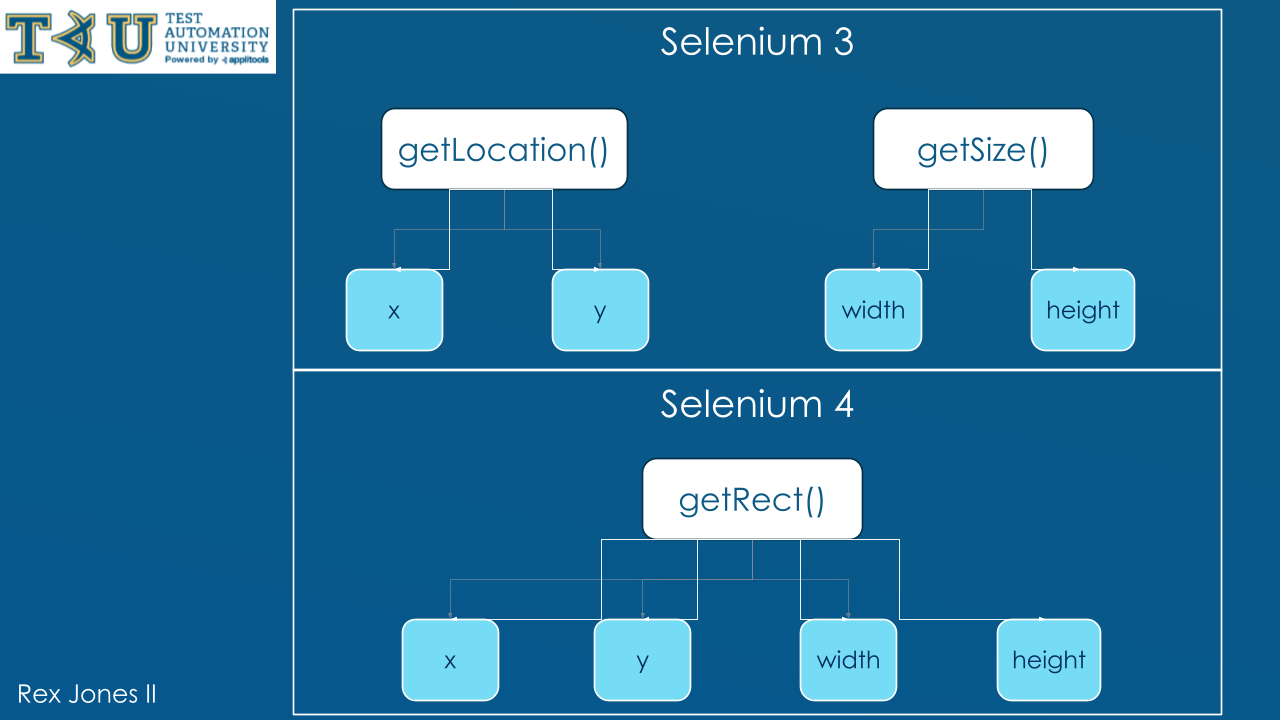 TAU
TEST
AUTOMATION
UNIVERSITY
Powered by applitools
Selenium 3
getLocation()
getSize()
x
y
width
height
Selenium 4
getRect()
x
y
width
height
Rex Jones II